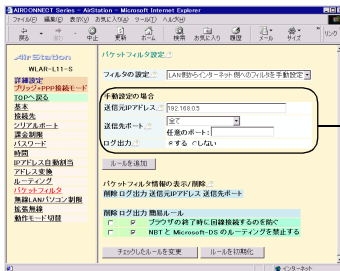 AIRCONNECT Series - AirStation - Microsoft Internet Explorer
ファイル(F) 編集(E) 表示(V) お気に入り(A) ツール(T) ヘルプ(H)
戻る 中止 更新 ホーム 検索 お気に入り 履歴 メール サイズ リンク
AirStation
WLAR-L11-S
詳細設定
ブリッジ+PPP接続モード
TOPへ戻る
基本
接続先
シリアルポート
課金制限
パスワード
時間
IPアドレス自動割当
アドレス変換
ルーティング
パケットフィルタ
無線LANパソコン制限
拡張無線
動作モード切替
パケットフィルタ設定
フィルタの設定 LAN側からインターネット側へのフィルタを手動設定
手動設定の場合
送信元IPアドレス 192.168.0.5
送信先ポート 全て
任意のポート:
ログ出力 する しない
ルールを追加
パケットフィルタ情報の表示/削除
削除 ログ出力 送信元IPアドレス 送信先ポート
削除 ログ出力 簡易ルール
ブラウザの終了時に回線接続するのを防ぐ
NBT と Microsoft-DS のルーティングを禁止する
チェックしたルールを変更 ルールを初期化
インターネット